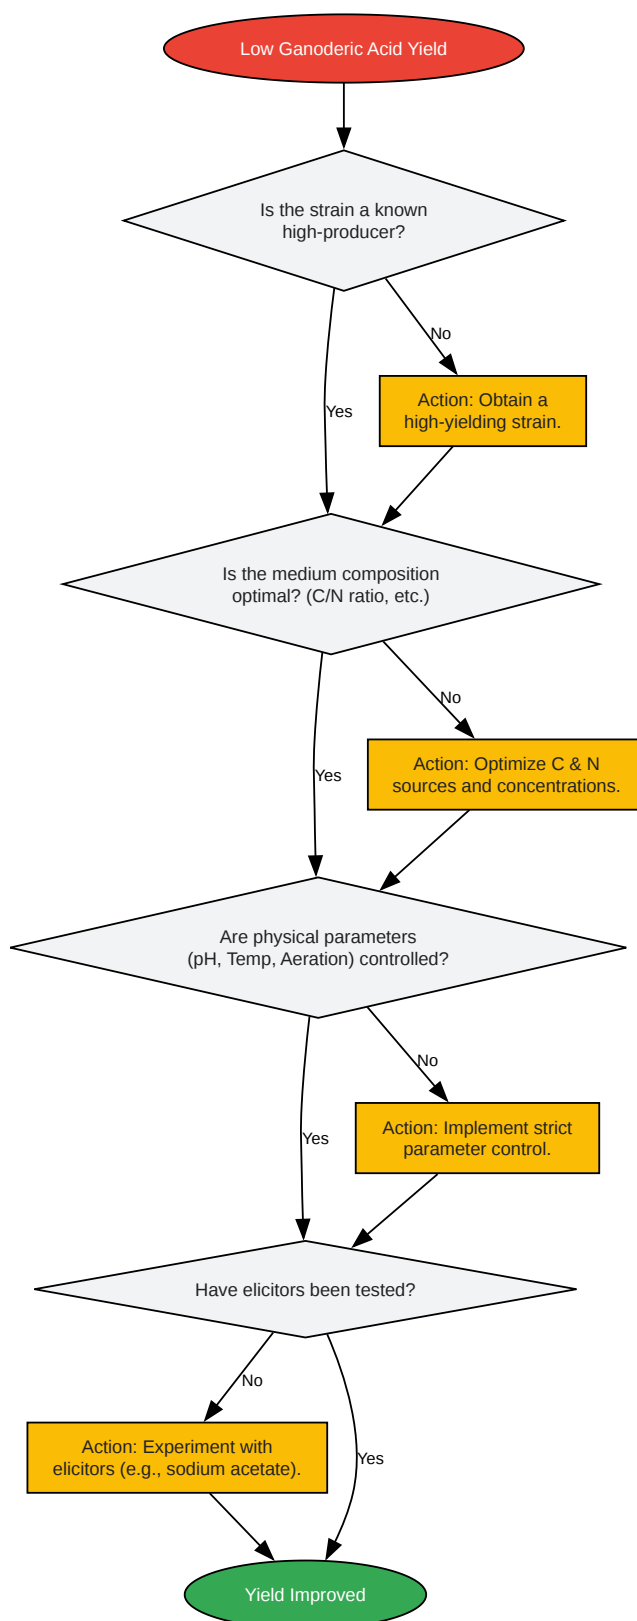 Low Ganoderic Acid Yield
Is the strain a known
high-producer?
No
Yes
Action: Obtain a
high-yielding strain.
Is the medium composition
optimal? (C/N ratio, etc.)
No
Yes
Action: Optimize C & N
sources and concentrations.
Are physical parameters
(pH, Temp, Aeration) controlled?
No
Yes
Action: Implement strict
parameter control.
Have elicitors been tested?
No
Yes
Action: Experiment with
elicitors (e.g., sodium acetate).
Yield Improved